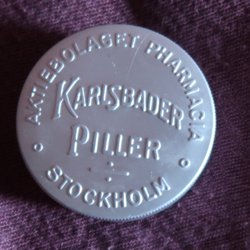 AKTIEBOLAGET PHARMACIA
KARLSBADER
PILLER
STOCKHOLM